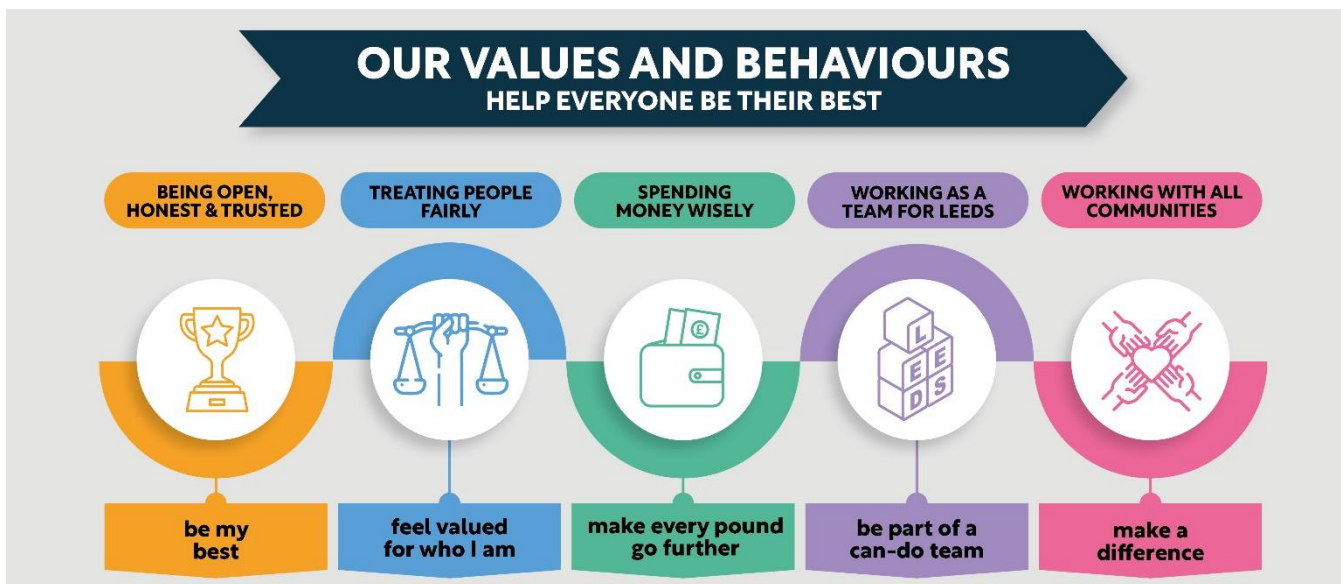 OUR VALUES AND BEHAVIOURS
HELP EVERYONE BE THEIR BEST
BEING OPEN,
HONEST & TRUSTED
TREATING PEOPLE
FAIRLY
SPENDING
MONEY WISELY
WORKING AS A
TEAM FOR LEEDS
WORKING WITH ALL
COMMUNITIES
£
L
E E
D S
be my
best
feel valued
for who I am
make every pound
go further
be part of a
can-do team
make a
difference